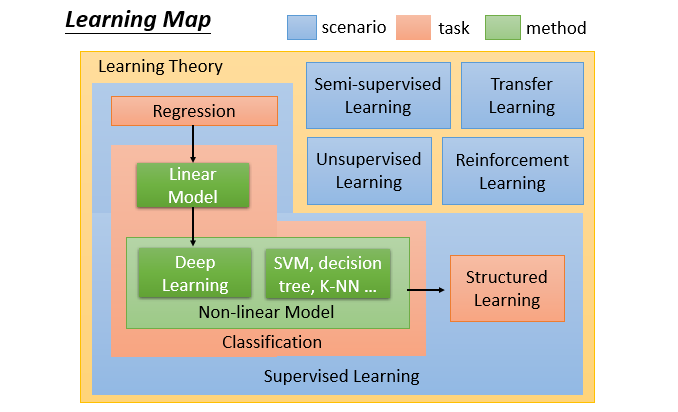 Learning Map
scenario
task
method
Learning Theory
Regression
Semi-supervised
Learning
Transfer
Learning
Linear
Model
Unsupervised
Learning
Reinforcement
Learning
Deep
Learning
SVM, decision
tree, K-NN ...
Non-linear Model
Structured
Learning
Classification
Supervised Learning